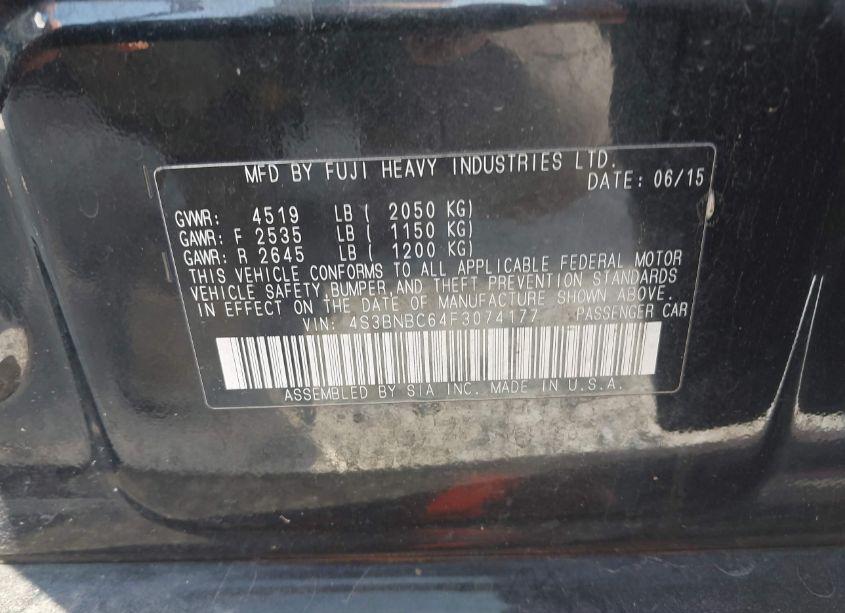 MFD BY FUJI HEAVY INDUSTRIES LTD.
DATE: 06/15
GVWR: 4519 LB ( 2050 KG)
GAWR: F 2535 LB ( 1150 KG)
GAWR: R 2645 LB ( 1200 KG)
THIS VEHICLE CONFORMS TO ALL APPLICABLE FEDERAL MOTOR
VEHICLE SAFETY, BUMPER, AND THEFT PREVENTION STANDARDS
IN EFFECT ON THE DATE OF MANUFACTURE SHOWN ABOVE.
VIN: 4S3BNBC64F3074177 PASSENGER CAR
ASSEMBLED BY SIA INC. MADE IN U.S.A.